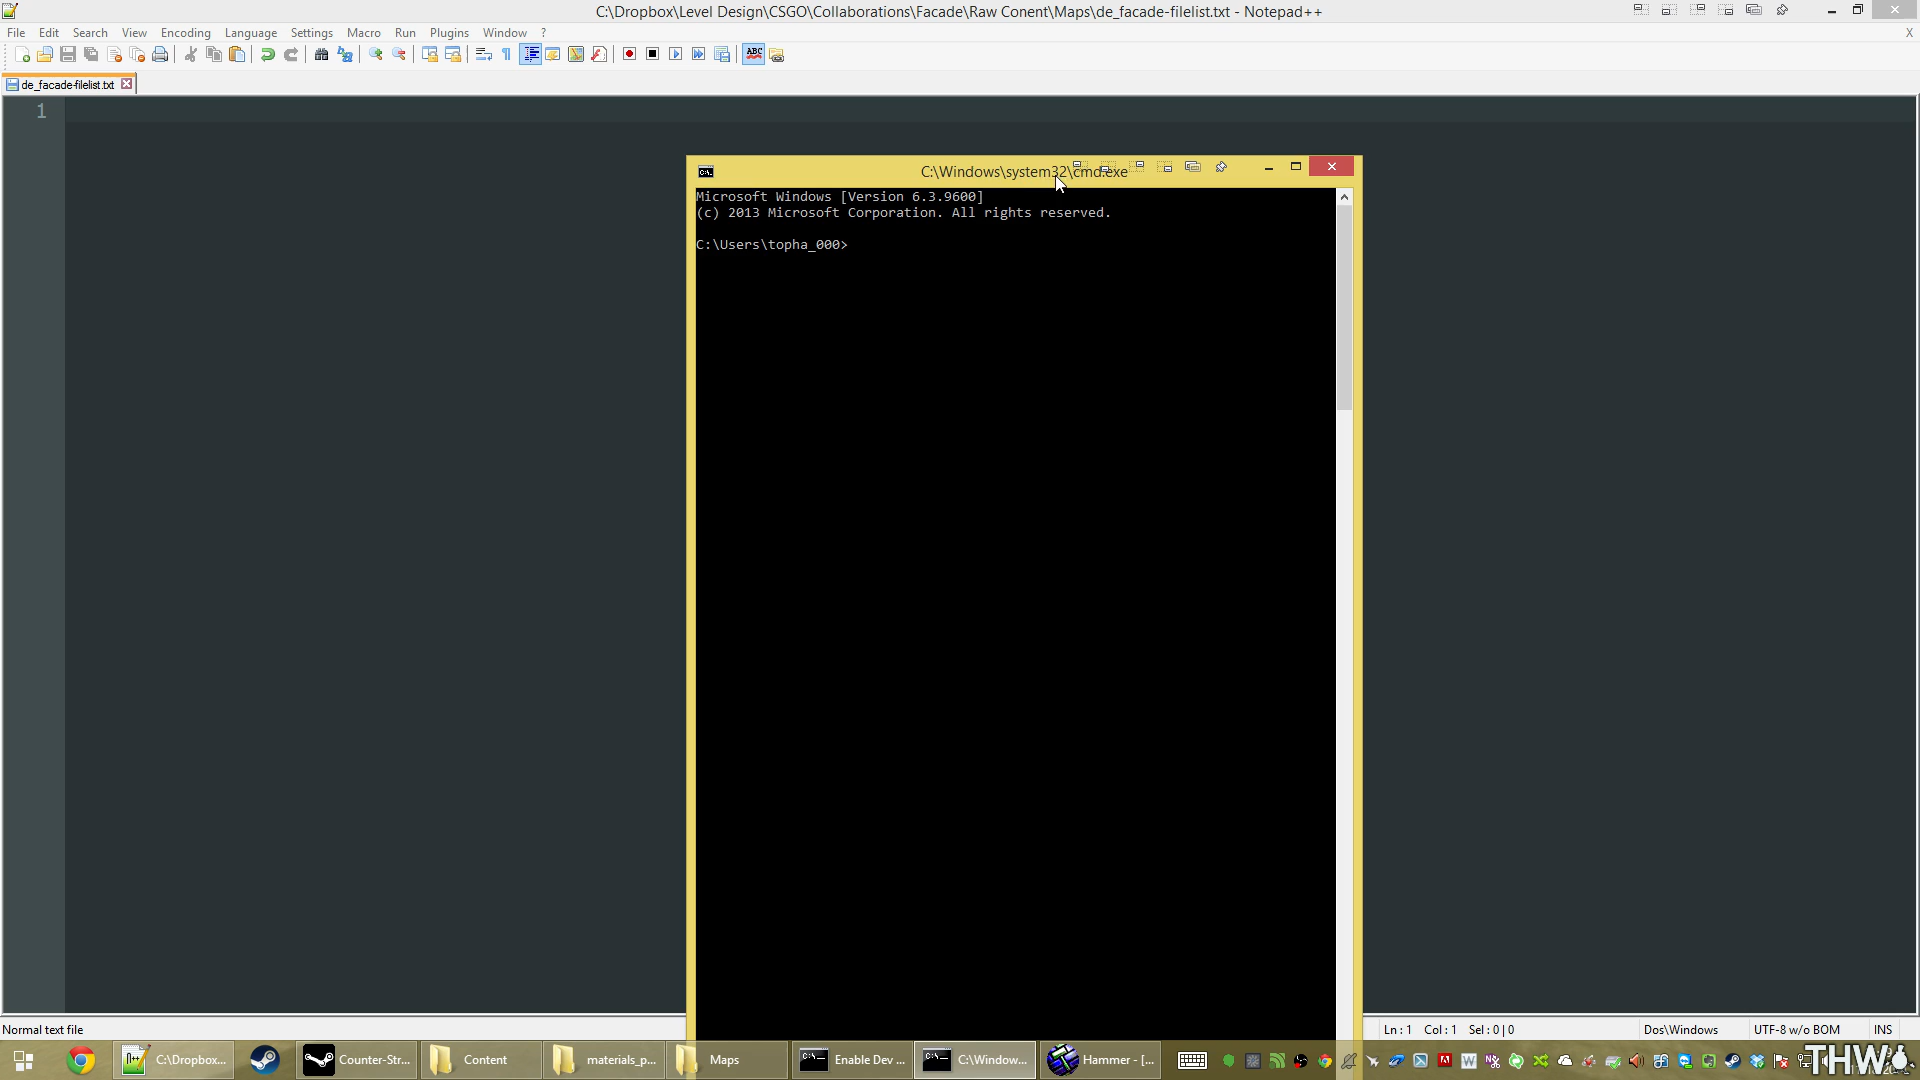 C:\Dropbox\Level Design\CSGO\Collaborations\Facade\Raw Conent\Maps\de_facade-filelist.txt - Notepad++
File Edit Search View Encoding Language Settings Macro Run Plugins Window ? X
ABC
de_facade-filelist.txt
1
C:\Windows\system32\cmd.exe
Microsoft Windows [Version 6.3.9600]
(c) 2013 Microsoft Corporation. All rights reserved.
C:\Users\topha_000>
Normal text file
Ln : 1 Col : 1 Sel : 0 | 0
Dos\Windows
UTF-8 w/o BOM
INS
C:\Dropbox...
Counter-Str...
Content
materials_p...
Maps
Enable Dev ...
C:\Window...
Hammer - [...
THW